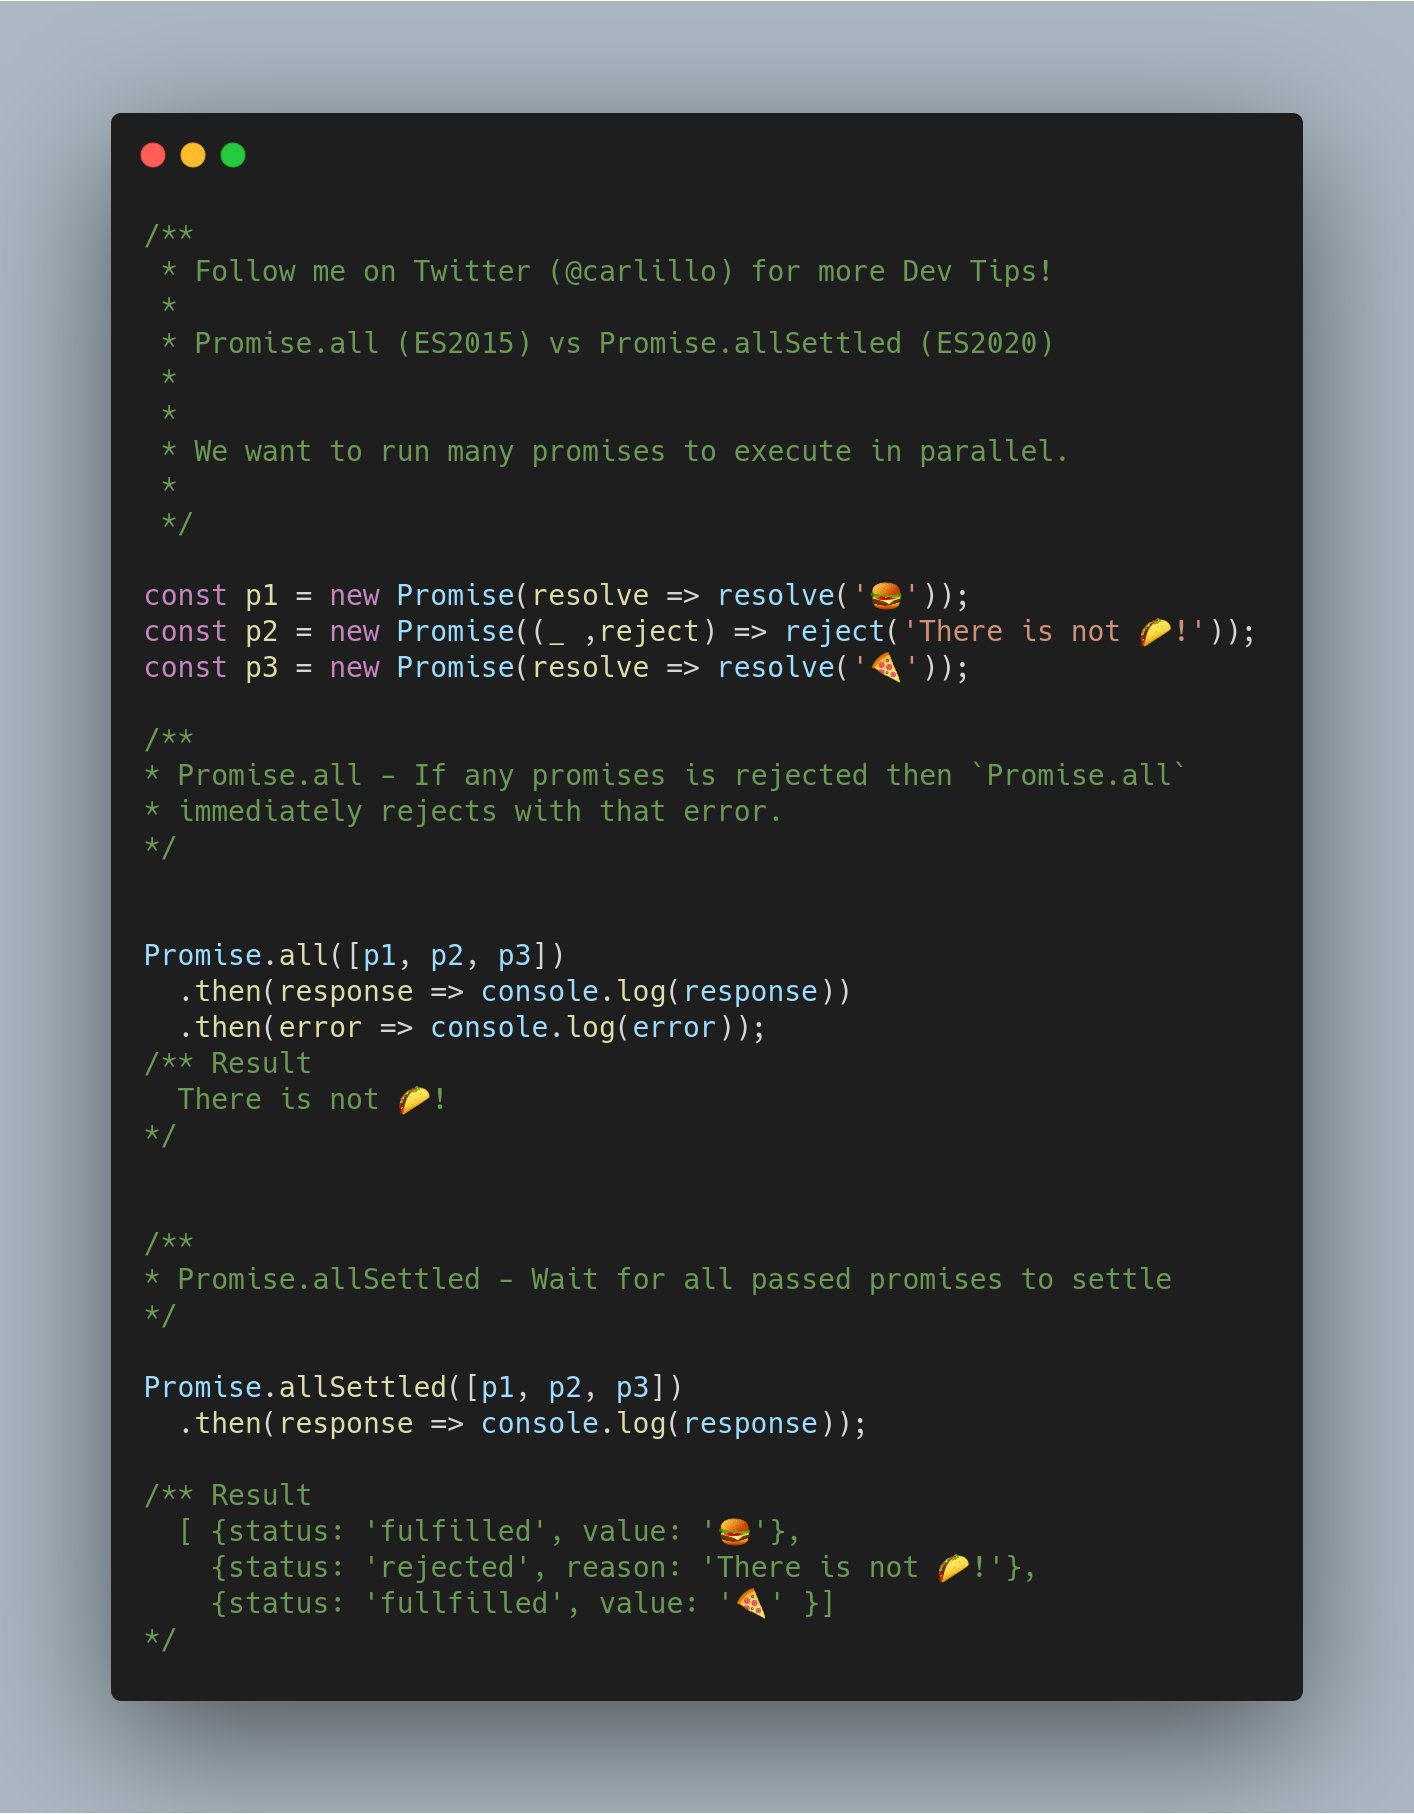 /**
 * Follow me on Twitter (@carlillo) for more Dev Tips!
 *
 * Promise.all (ES2015) vs Promise.allSettled (ES2020)
 *
 *
 * We want to run many promises to execute in parallel.
 *
 */
const p1 = new Promise(resolve => resolve('🍔'));
const p2 = new Promise((_ ,reject) => reject('There is not 🌮!'));
const p3 = new Promise(resolve => resolve('🍕'));
/**
* Promise.all - If any promises is rejected then `Promise.all`
* immediately rejects with that error.
*/
Promise.all([p1, p2, p3])
  .then(response => console.log(response))
  .then(error => console.log(error));
/** Result
  There is not 🌮!
*/
/**
* Promise.allSettled - Wait for all passed promises to settle
*/
Promise.allSettled([p1, p2, p3])
  .then(response => console.log(response));
/** Result
  [ {status: 'fulfilled', value: '🍔'},
    {status: 'rejected', reason: 'There is not 🌮!'},
    {status: 'fullfilled', value: '🍕' }]
*/